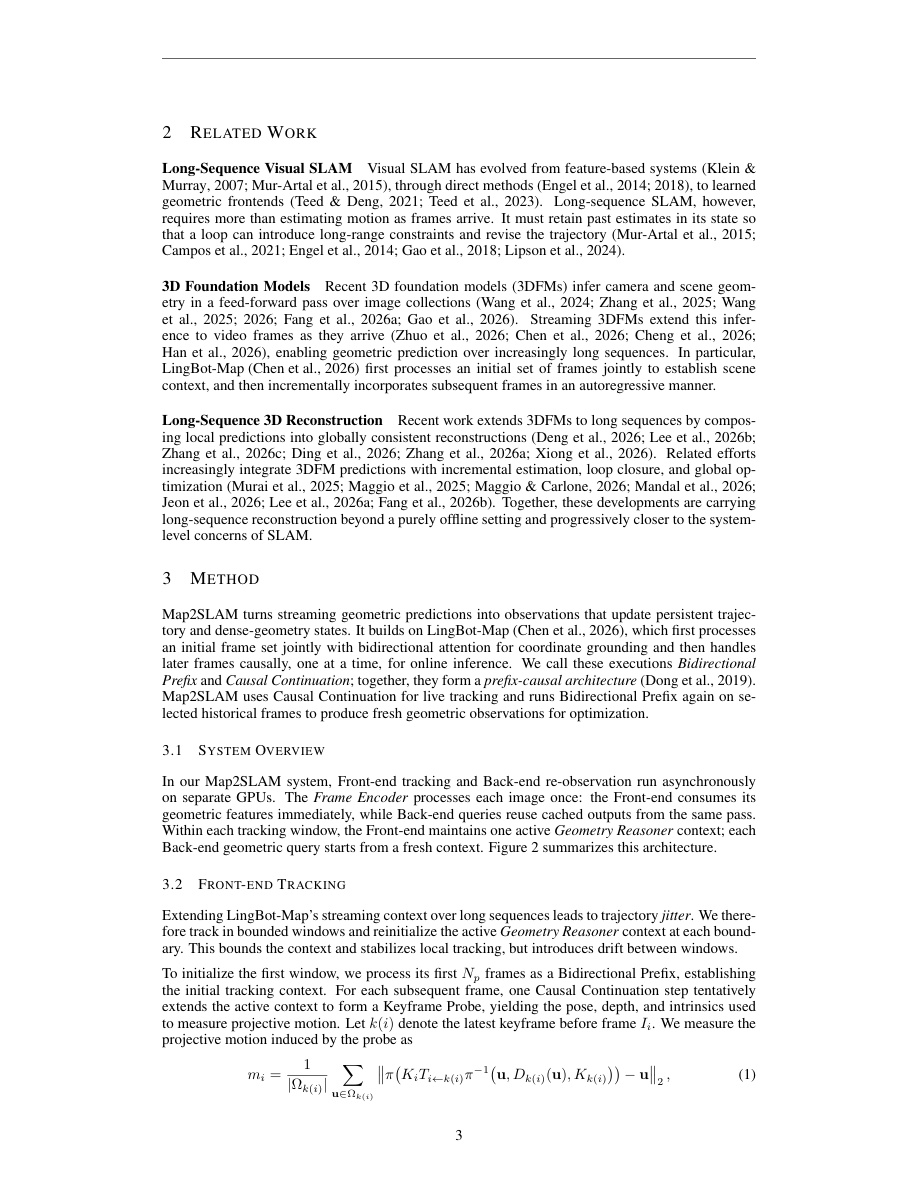 2 RELATED WORK
Long-Sequence Visual SLAM Visual SLAM has evolved from feature-based systems (Klein &
Murray, 2007; Mur-Artal et al., 2015), through direct methods (Engel et al., 2014; 2018), to learned
geometric frontends (Teed & Deng, 2021; Teed et al., 2023). Long-sequence SLAM, however,
requires more than estimating motion as frames arrive. It must retain past estimates in its state so
that a loop can introduce long-range constraints and revise the trajectory (Mur-Artal et al., 2015;
Campos et al., 2021; Engel et al., 2014; Gao et al., 2018; Lipson et al., 2024).
3D Foundation Models Recent 3D foundation models (3DFMs) infer camera and scene geom-
etry in a feed-forward pass over image collections (Wang et al., 2024; Zhang et al., 2025; Wang
et al., 2025; 2026; Fang et al., 2026a; Gao et al., 2026). Streaming 3DFMs extend this infer-
ence to video frames as they arrive (Zhuo et al., 2026; Chen et al., 2026; Cheng et al., 2026;
Han et al., 2026), enabling geometric prediction over increasingly long sequences. In particular,
LingBot-Map (Chen et al., 2026) first processes an initial set of frames jointly to establish scene
context, and then incrementally incorporates subsequent frames in an autoregressive manner.
Long-Sequence 3D Reconstruction Recent work extends 3DFMs to long sequences by compos-
ing local predictions into globally consistent reconstructions (Deng et al., 2026; Lee et al., 2026b;
Zhang et al., 2026c; Ding et al., 2026; Zhang et al., 2026a; Xiong et al., 2026). Related efforts
increasingly integrate 3DFM predictions with incremental estimation, loop closure, and global op-
timization (Murai et al., 2025; Maggio et al., 2025; Maggio & Carlone, 2026; Mandal et al., 2026;
Jeon et al., 2026; Lee et al., 2026a; Fang et al., 2026b). Together, these developments are carrying
long-sequence reconstruction beyond a purely offline setting and progressively closer to the system-
level concerns of SLAM.
3 METHOD
Map2SLAM turns streaming geometric predictions into observations that update persistent trajec-
tory and dense-geometry states. It builds on LingBot-Map (Chen et al., 2026), which first processes
an initial frame set jointly with bidirectional attention for coordinate grounding and then handles
later frames causally, one at a time, for online inference. We call these executions Bidirectional
Prefix and Causal Continuation; together, they form a prefix-causal architecture (Dong et al., 2019).
Map2SLAM uses Causal Continuation for live tracking and runs Bidirectional Prefix again on se-
lected historical frames to produce fresh geometric observations for optimization.
3.1 SYSTEM OVERVIEW
In our Map2SLAM system, Front-end tracking and Back-end re-observation run asynchronously
on separate GPUs. The Frame Encoder processes each image once: the Front-end consumes its
geometric features immediately, while Back-end queries reuse cached outputs from the same pass.
Within each tracking window, the Front-end maintains one active Geometry Reasoner context; each
Back-end geometric query starts from a fresh context. Figure 2 summarizes this architecture.
3.2 FRONT-END TRACKING
Extending LingBot-Map's streaming context over long sequences leads to trajectory jitter. We there-
fore track in bounded windows and reinitialize the active Geometry Reasoner context at each bound-
ary. This bounds the context and stabilizes local tracking, but introduces drift between windows.
To initialize the first window, we process its first N_p frames as a Bidirectional Prefix, establishing
the initial tracking context. For each subsequent frame, one Causal Continuation step tentatively
extends the active context to form a Keyframe Probe, yielding the pose, depth, and intrinsics used
to measure projective motion. Let k(i) denote the latest keyframe before frame I_i. We measure the
projective motion induced by the probe as
m_i = 1/|Ω_{k(i)}| ∑_{u∈Ω_{k(i)}} ‖π(K_i T_{i←k(i)} π^{-1}(u, D_{k(i)}(u), K_{k(i)})) − u‖_2 , (1)
3